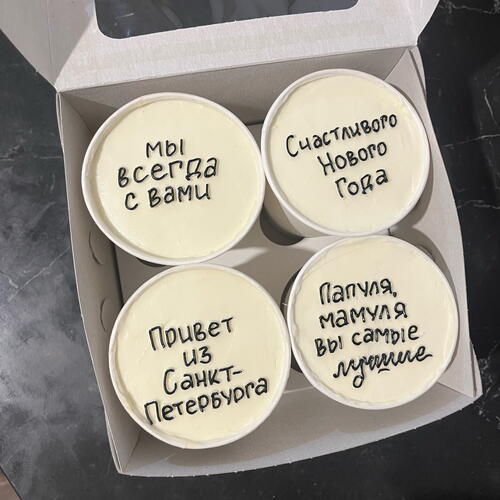 мы
всегда
с вами
Счастливого
Нового
Года
Привет
из
Санкт-
Петербурга
Папуля,
мамуля
вы самые
лучшие